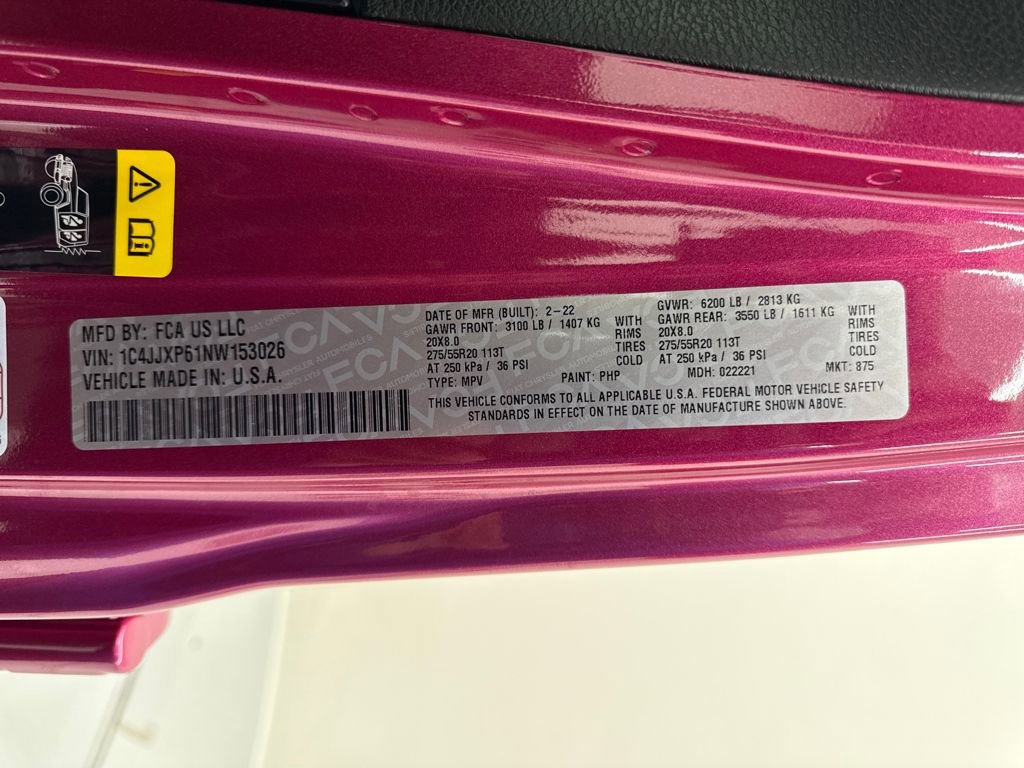 MFD BY: FCA US LLC
VIN: 1C4JJXP61NW153026
VEHICLE MADE IN: U.S.A.
DATE OF MFR (BUILT): 2-22
GAWR FRONT: 3100 LB / 1407 KG WITH
20X8.0 RIMS
275/55R20 113T TIRES
AT 250 kPa / 36 PSI COLD
TYPE: MPV
GVWR: 6200 LB / 2813 KG
GAWR REAR: 3550 LB / 1611 KG WITH
20X8.0 RIMS
275/55R20 113T TIRES
AT 250 kPa / 36 PSI COLD
PAINT: PHP MDH: 022221 MKT: 875
THIS VEHICLE CONFORMS TO ALL APPLICABLE U.S.A. FEDERAL MOTOR VEHICLE SAFETY
STANDARDS IN EFFECT ON THE DATE OF MANUFACTURE SHOWN ABOVE.